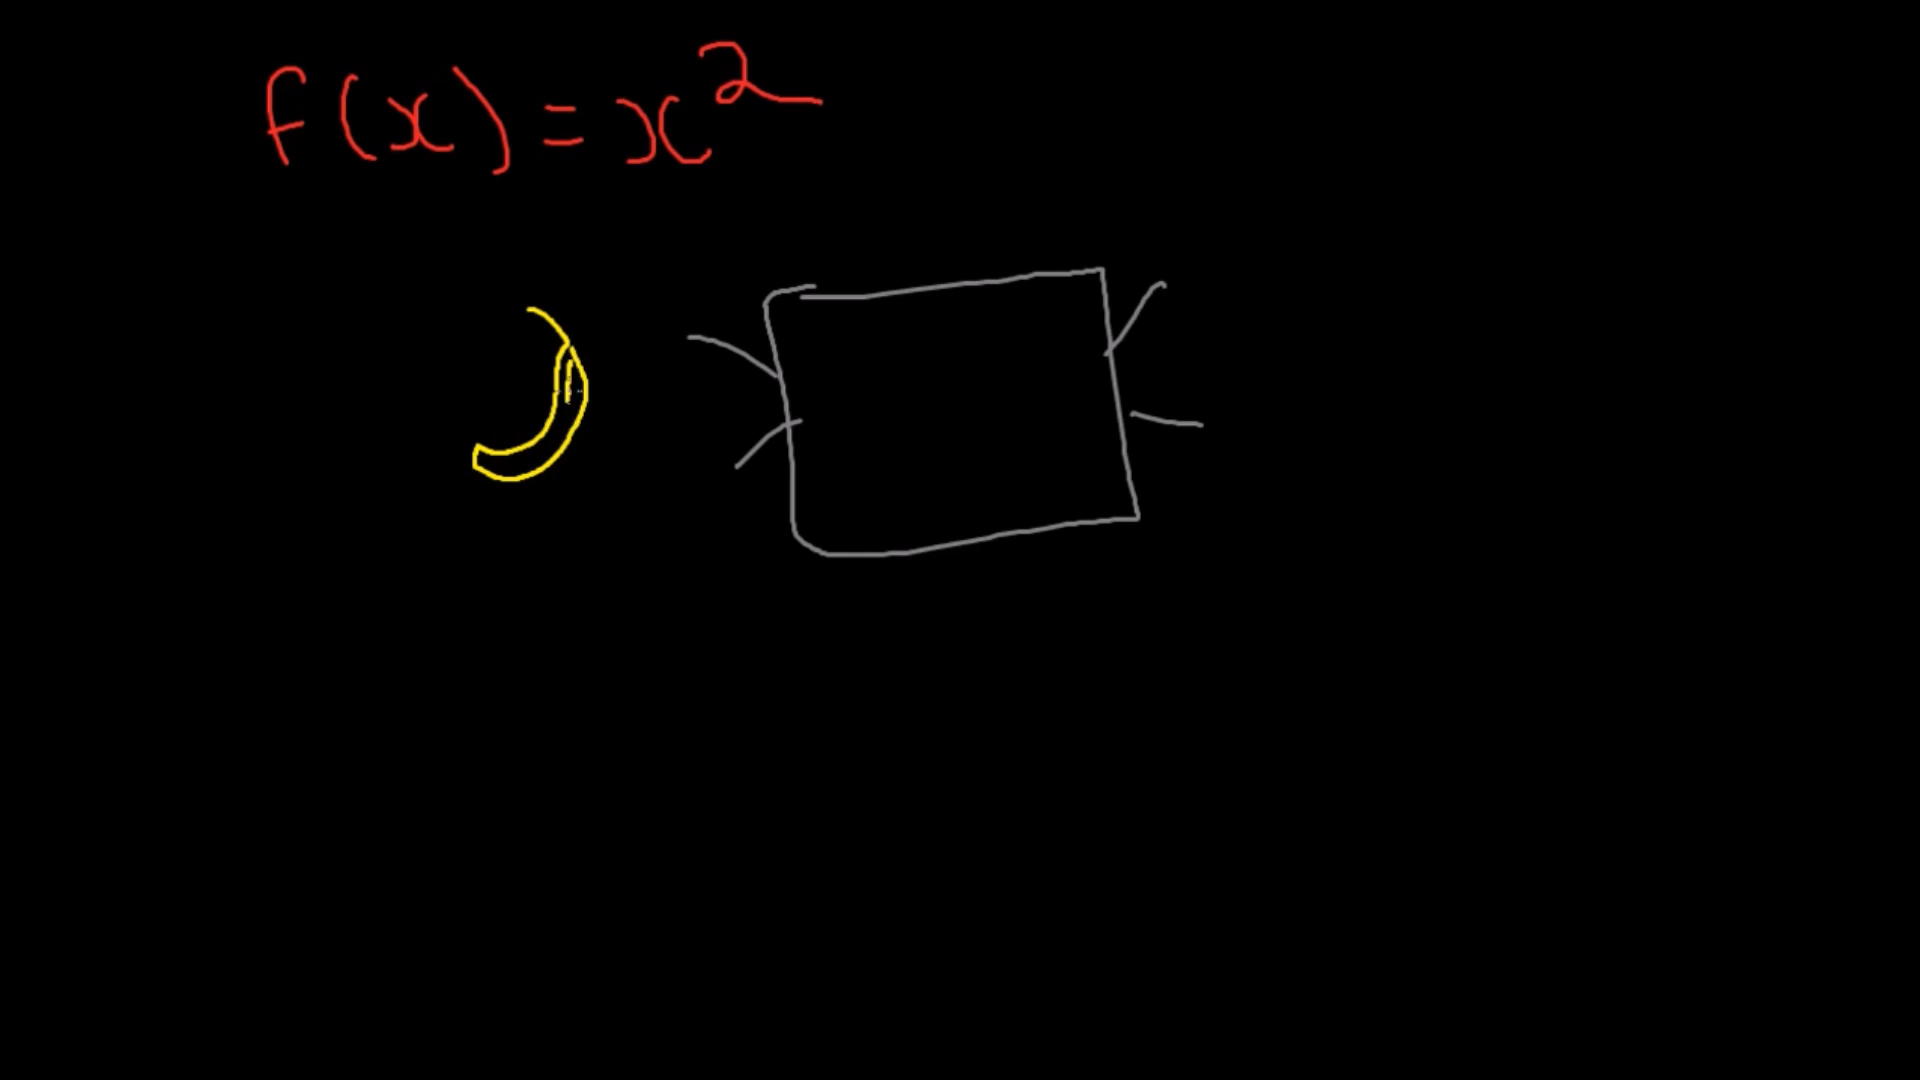 f(x) = x²